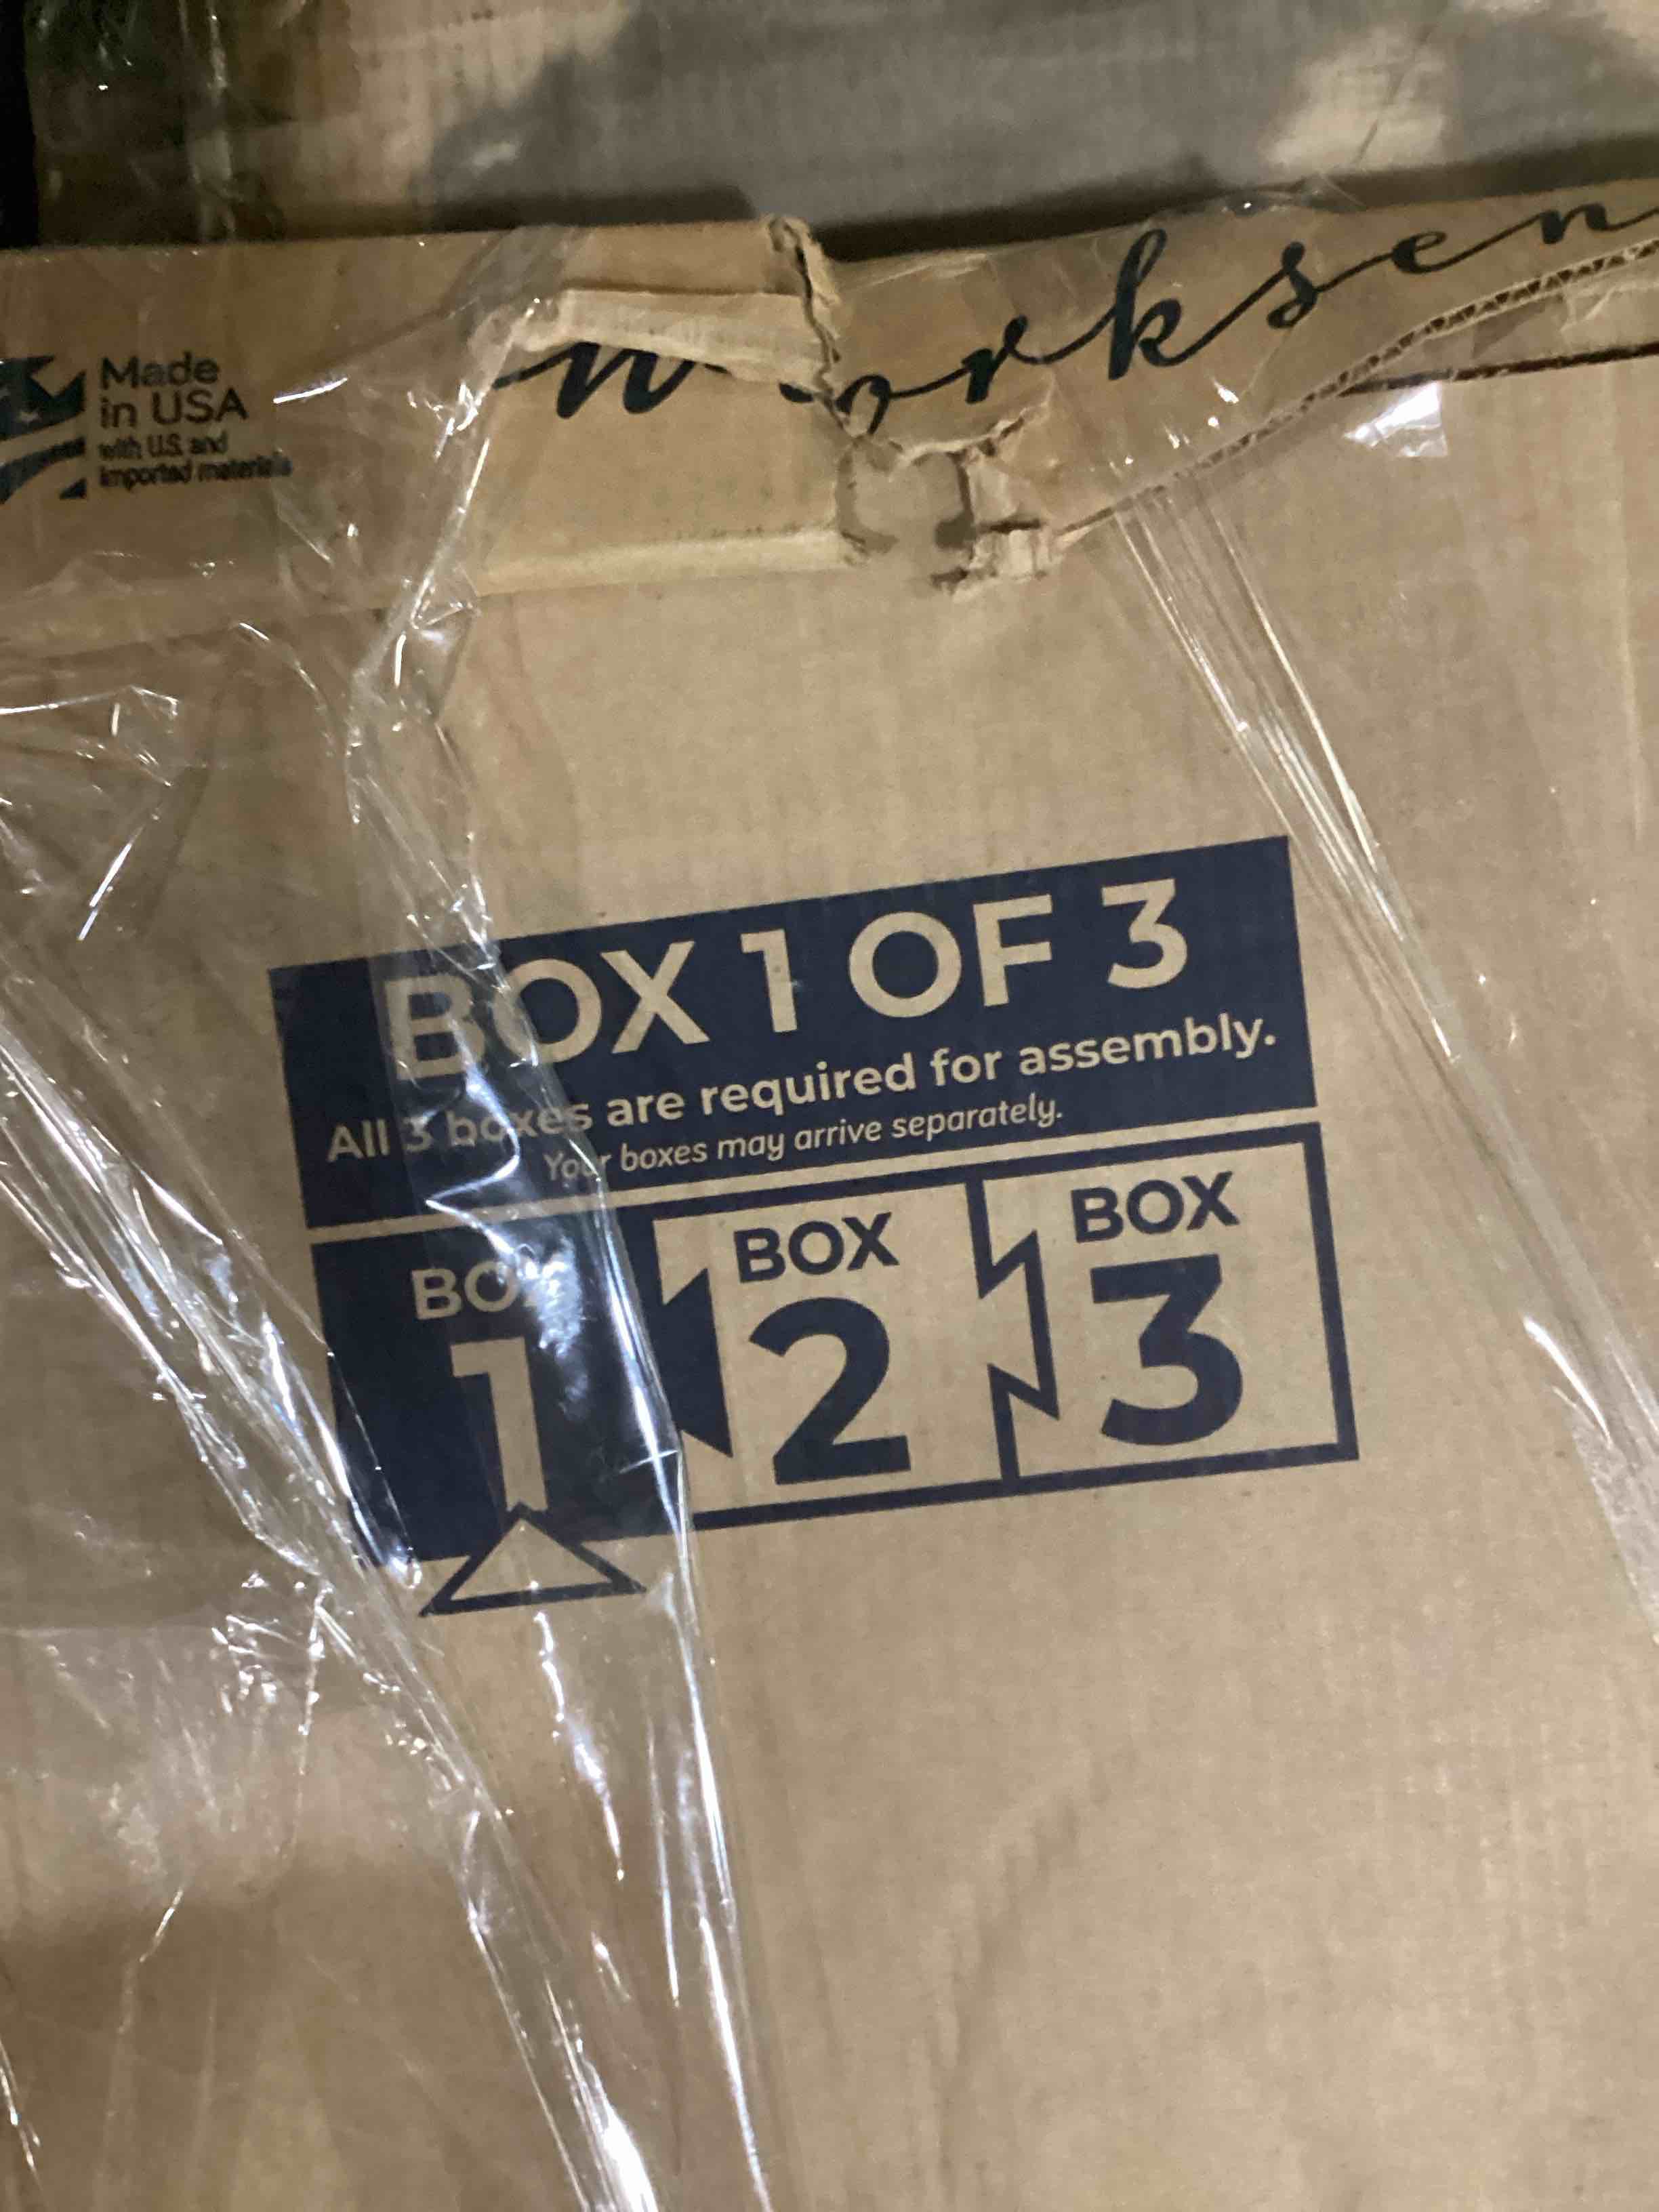 Made
in USA
with U.S. and
imported materials
worksen
BOX 1 OF 3
All 3 boxes are required for assembly.
Your boxes may arrive separately.
BOX
1
BOX
2
BOX
3